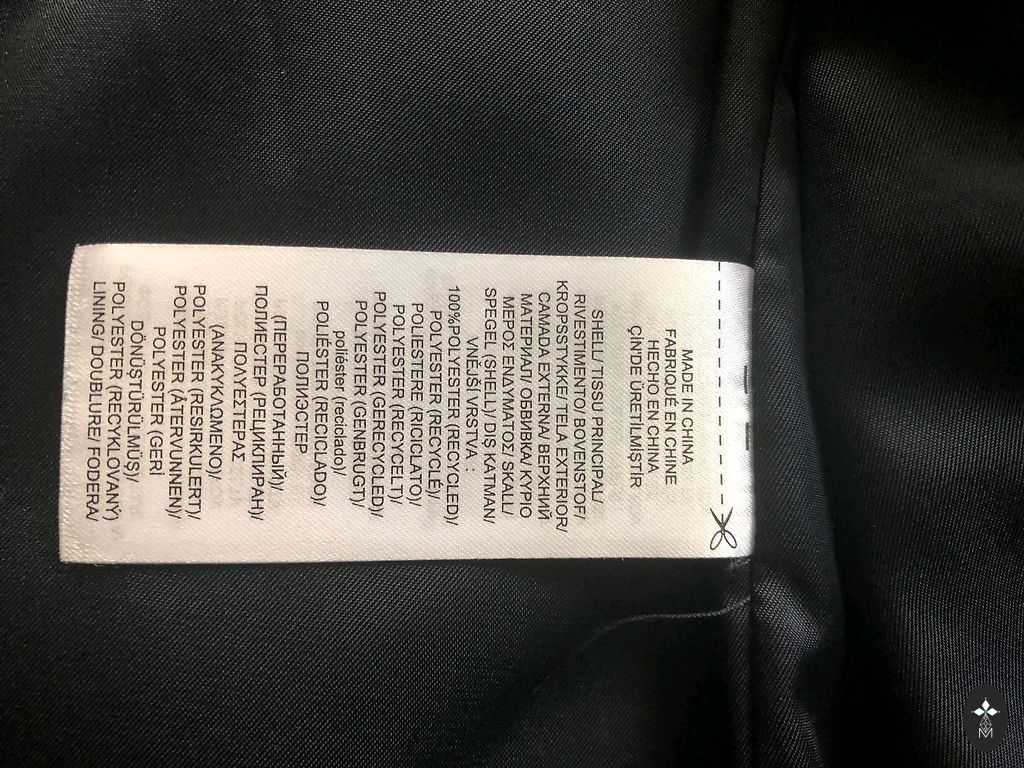 MADE IN CHINA
FABRIQUÉ EN CHINE
HECHO EN CHINA
ÇİN'DE ÜRETİLMİŞTİR
SHELL/ TISSU PRINCIPAL/
RIVESTIMENTO/ BOVENSTOF/
KROPSSTYKKE/ TELA EXTERIOR/
CAMADA EXTERNA/ ВЕРХНИЙ
МАТЕРИАЛ/ ОБВИВКА/ ΚΥΡΙΟ
ΜΕΡΟΣ ΕΝΔΥΜΑΤΟΣ/ SKALL/
SPEGEL (SHELL)/ DIŞ KATMAN/
VNĚJŠÍ VRSTVA :
100%POLYESTER (RECYCLED)/
POLYESTER (RECYCLÉ)/
POLIESTERE (RICICLATO)/
POLYESTER (RECYCELT)/
POLYESTER (GERECYCLED)/
POLYESTER (GENBRUGT)/
poliéster (reciclado)/
POLIÉSTER (RECICLADO)/
ПОЛИЭСТЕР
(ПЕРЕРАБОТАННЫЙ)/
ПОЛИЕСТЕР (РЕЦИКЛИРАН)/
ΠΟΛΥΕΣΤΕΡΑΣ
(ΑΝΑΚΥΚΛΩΜΕΝΟ)/
POLYESTER (RESIRKULERT)/
POLYESTER (ÅTERVUNNEN)/
POLYESTER (GERİ
DÖNÜŞTÜRÜLMÜŞ)/
POLYESTER (RECYKLOVANÝ)
LINING/ DOUBLURE/ FODERA/
M